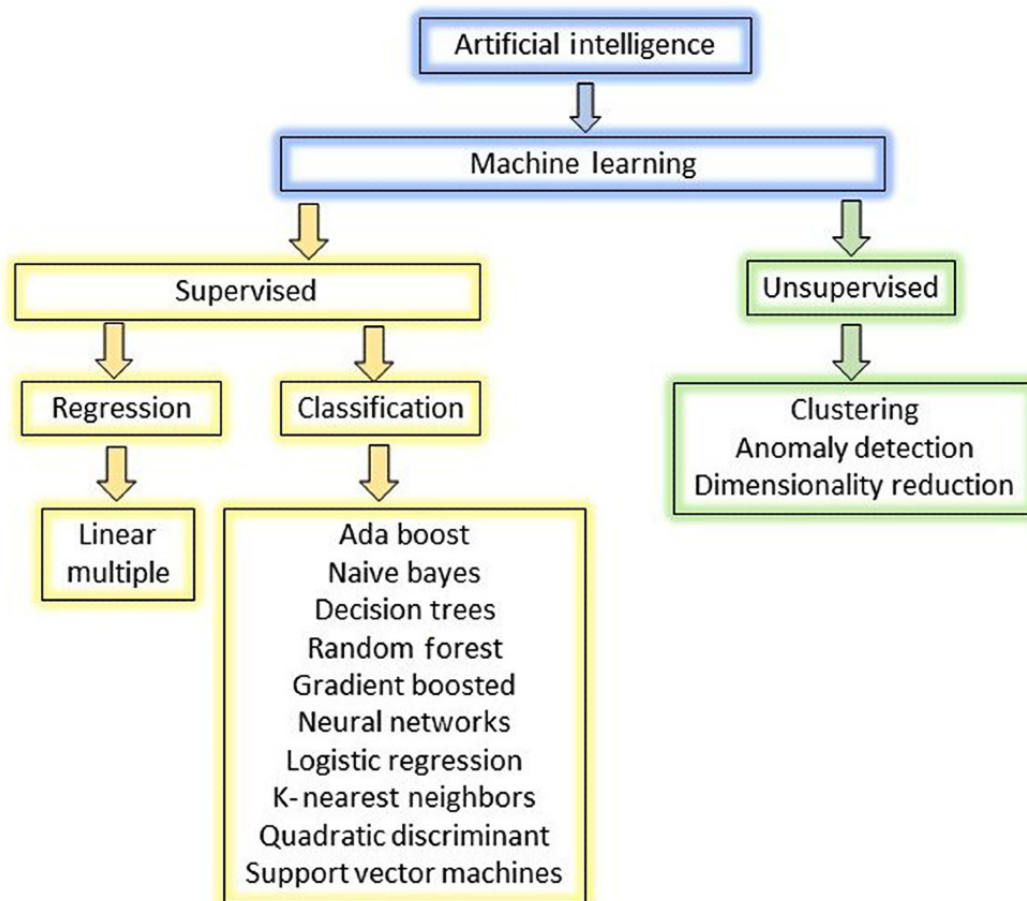 Artificial intelligence
Machine learning
Supervised
Unsupervised
Regression
Classification
Clustering
Anomaly detection
Dimensionality reduction
Linear
multiple
Ada boost
Naive bayes
Decision trees
Random forest
Gradient boosted
Neural networks
Logistic regression
K- nearest neighbors
Quadratic discriminant
Support vector machines